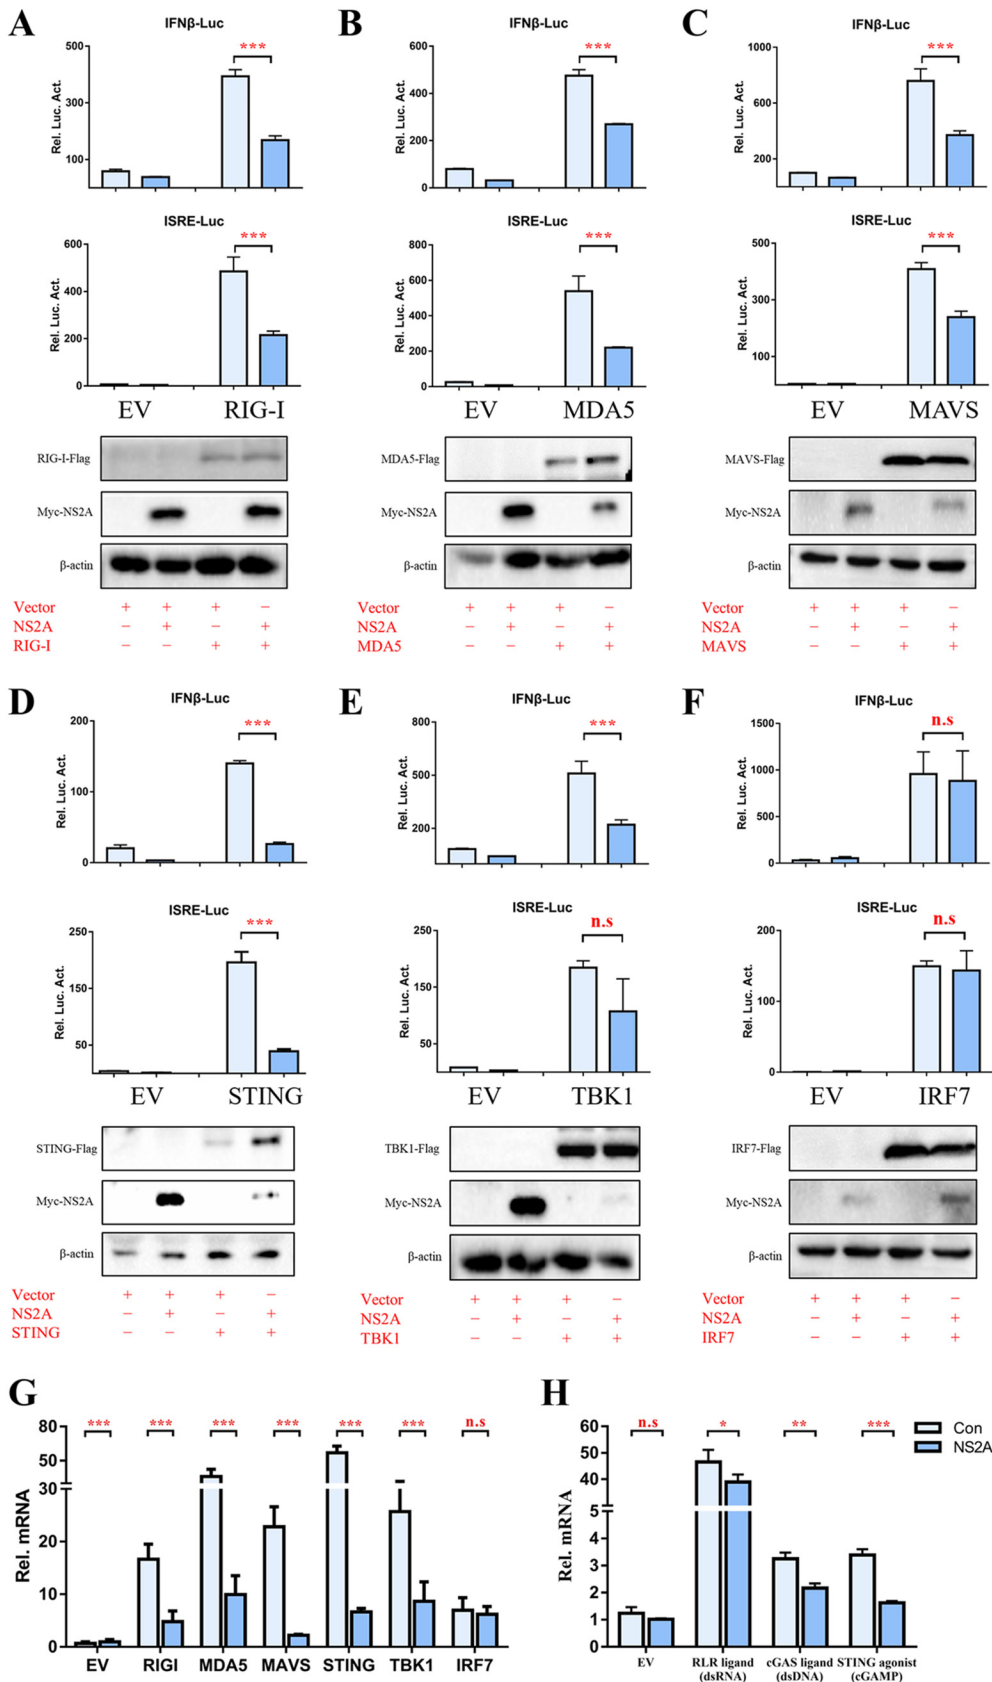 A
B
C
IFNβ-Luc
IFNβ-Luc
IFNβ-Luc
Rel. Luc. Act.
500
300
100
***
Rel. Luc. Act.
600
400
200
0
***
Rel. Luc. Act.
1000
600
200
***
ISRE-Luc
ISRE-Luc
ISRE-Luc
Rel. Luc. Act.
600
400
200
0
***
Rel. Luc. Act.
800
600
400
200
0
***
Rel. Luc. Act.
500
300
100
***
EV RIG-I
EV MDA5
EV MAVS
RIG-I-Flag
Myc-NS2A
β-actin
MDA5-Flag
Myc-NS2A
β-actin
MAVS-Flag
Myc-NS2A
β-actin
Vector + + + −
NS2A − + − +
RIG-I − − + +
Vector + + + −
NS2A − + − +
MDA5 − − + +
Vector + + + −
NS2A − + − +
MAVS − − + +
D
E
F
IFNβ-Luc
IFNβ-Luc
IFNβ-Luc
Rel. Luc. Act.
200
150
100
50
0
***
Rel. Luc. Act.
800
500
200
***
Rel. Luc. Act.
1500
1000
500
0
n.s
ISRE-Luc
ISRE-Luc
ISRE-Luc
Rel. Luc. Act.
250
150
50
***
Rel. Luc. Act.
250
150
50
n.s
Rel. Luc. Act.
200
100
0
n.s
EV STING
EV TBK1
EV IRF7
STING-Flag
Myc-NS2A
β-actin
TBK1-Flag
Myc-NS2A
β-actin
IRF7-Flag
Myc-NS2A
β-actin
Vector + + + −
NS2A − + − +
STING − − + +
Vector + + + −
NS2A − + − +
TBK1 − − + +
Vector + + + −
NS2A − + − +
IRF7 − − + +
G
Rel. mRNA
80
50
30
20
10
0
*** *** *** *** *** *** n.s
EV RIGI MDA5 MAVS STING TBK1 IRF7
H
Rel. mRNA
60
50
40
30
5
4
3
2
1
0
n.s * ** ***
Con
NS2A
EV RLR ligand cGAS ligand STING agonist
(dsRNA) (dsDNA) (cGAMP)